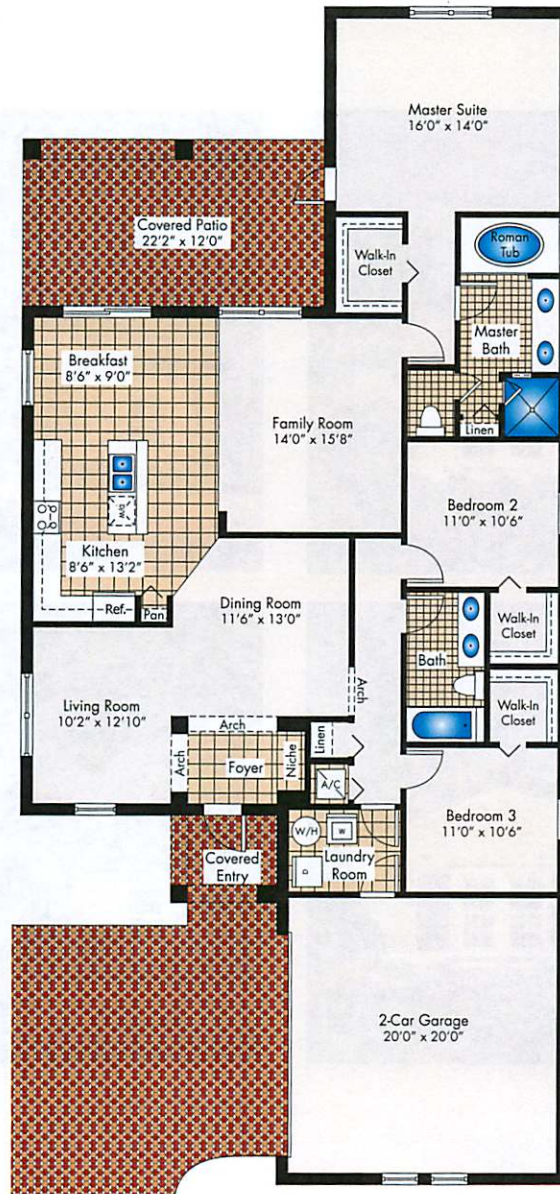 Master Suite
16'0" x 14'0"
Covered Patio
22'2" x 12'0"
Walk-In
Closet
Roman
Tub
Master
Bath
Breakfast
8'6" x 9'0"
Family Room
14'0" x 15'8"
Linen
D/W
Bedroom 2
11'0" x 10'6"
Kitchen
8'6" x 13'2"
Ref.
Pan.
Dining Room
11'6" x 13'0"
Walk-In
Closet
Bath
Living Room
10'2" x 12'10"
Arch
Arch
Walk-In
Closet
Arch
Foyer
Niche
Linen
A/C
Bedroom 3
11'0" x 10'6"
Covered
Entry
W/H
W
D
Laundry
Room
2-Car Garage
20'0" x 20'0"